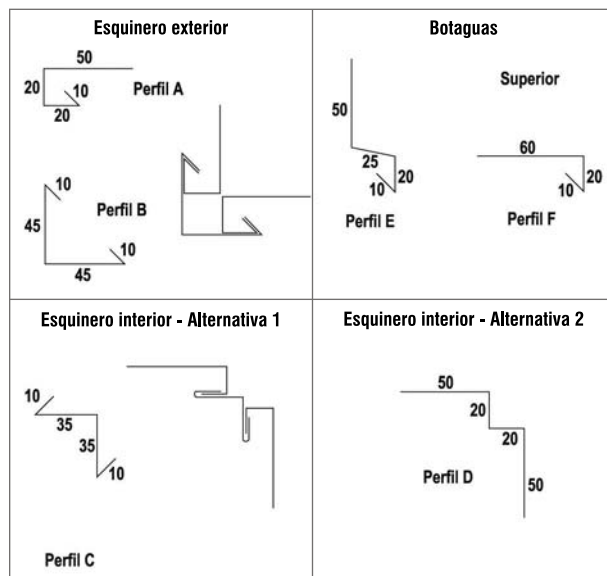 Esquinero exterior
50
20
10
20
Perfil A
10
45
Perfil B
10
45
Botaguas
Superior
50
25
20
10
Perfil E
60
20
10
Perfil F
Esquinero interior - Alternativa 1
10
35
35
10
Perfil C
Esquinero interior - Alternativa 2
50
20
20
50
Perfil D